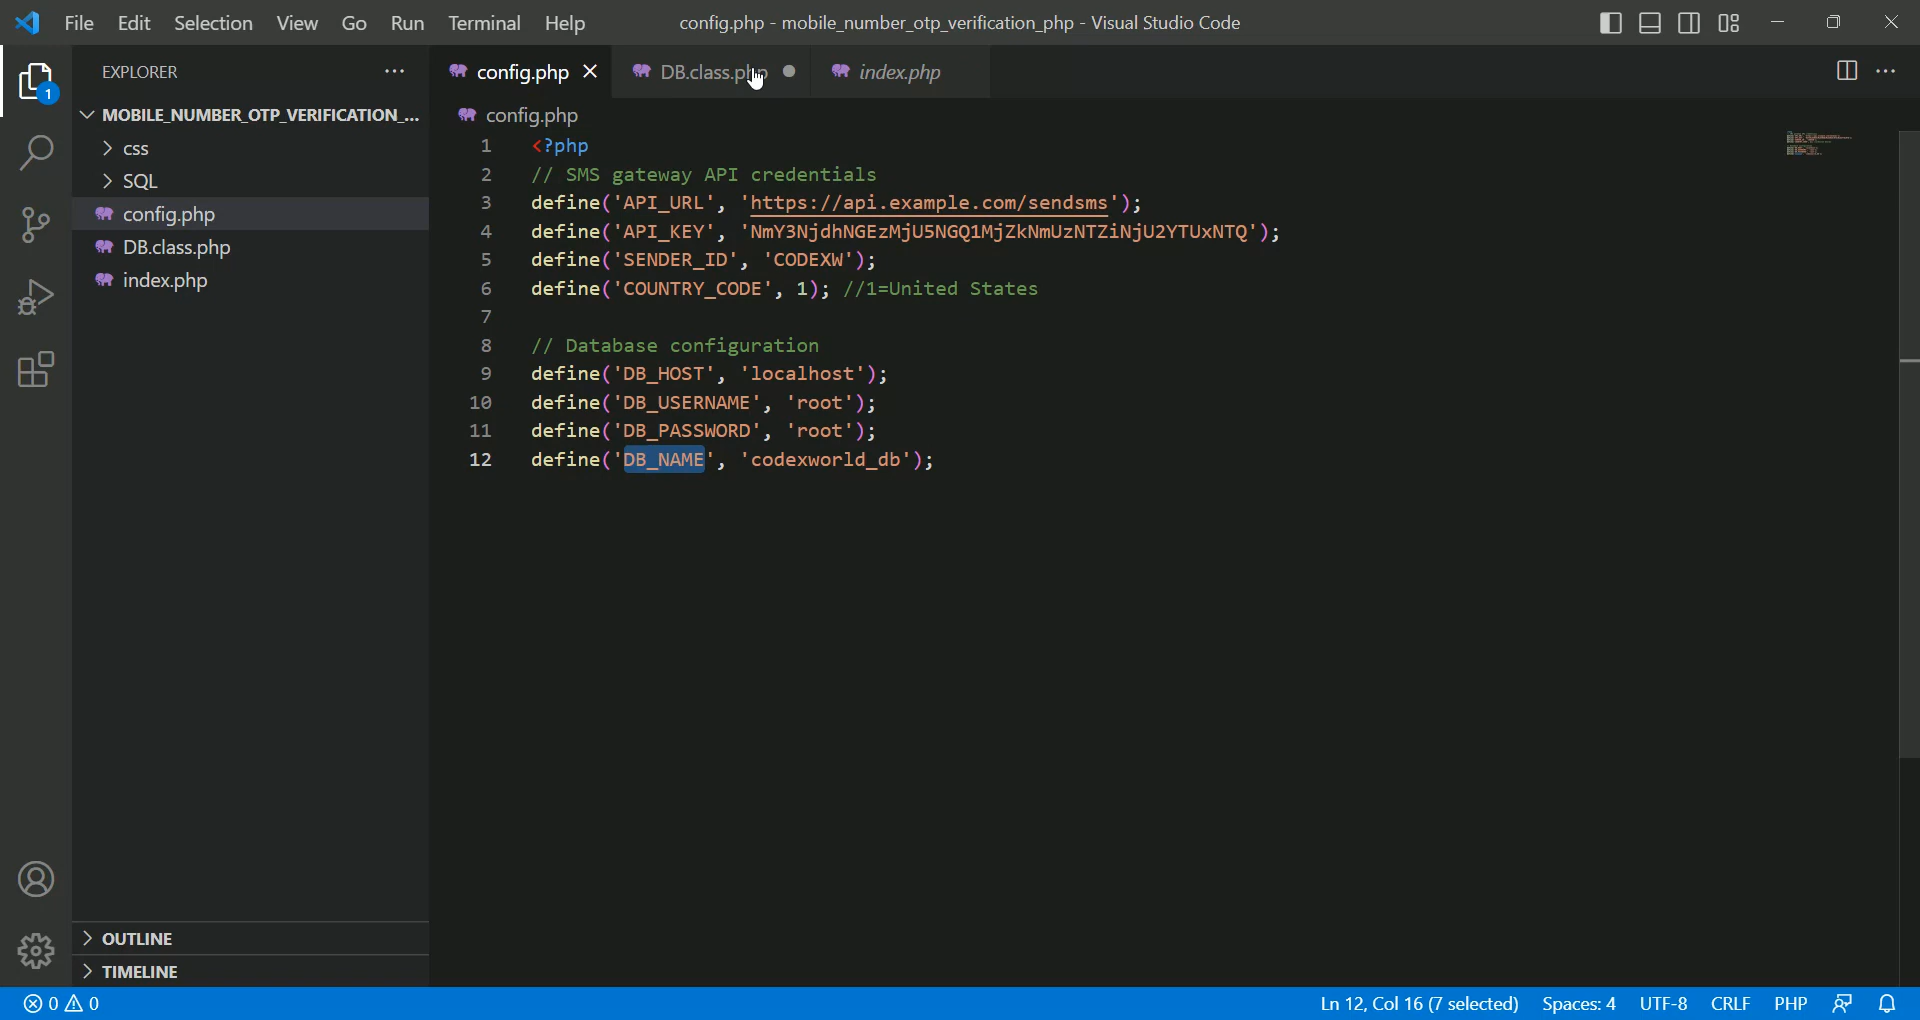 File Edit Selection View Go Run Terminal Help config.php - mobile_number_otp_verification_php - Visual Studio Code
EXPLORER
config.php DB.class.php index.php
MOBILE_NUMBER_OTP_VERIFICATION_...
css
SQL
config.php
DB.class.php
index.php
OUTLINE
TIMELINE
1
config.php
1 <?php
2 // SMS gateway API credentials
3 define('API_URL', 'https://api.example.com/sendsms');
4 define('API_KEY', 'NmY3NjdhNGEzMjU5NGQ1MjZkNmUzNTZiNjU2YTUxNTQ');
5 define('SENDER_ID', 'CODEXW');
6 define('COUNTRY_CODE', 1); //1=United States
7
8 // Database configuration
9 define('DB_HOST', 'localhost');
10 define('DB_USERNAME', 'root');
11 define('DB_PASSWORD', 'root');
12 define('DB_NAME', 'codexworld_db');
0 0 Ln 12, Col 16 (7 selected) Spaces: 4 UTF-8 CRLF PHP